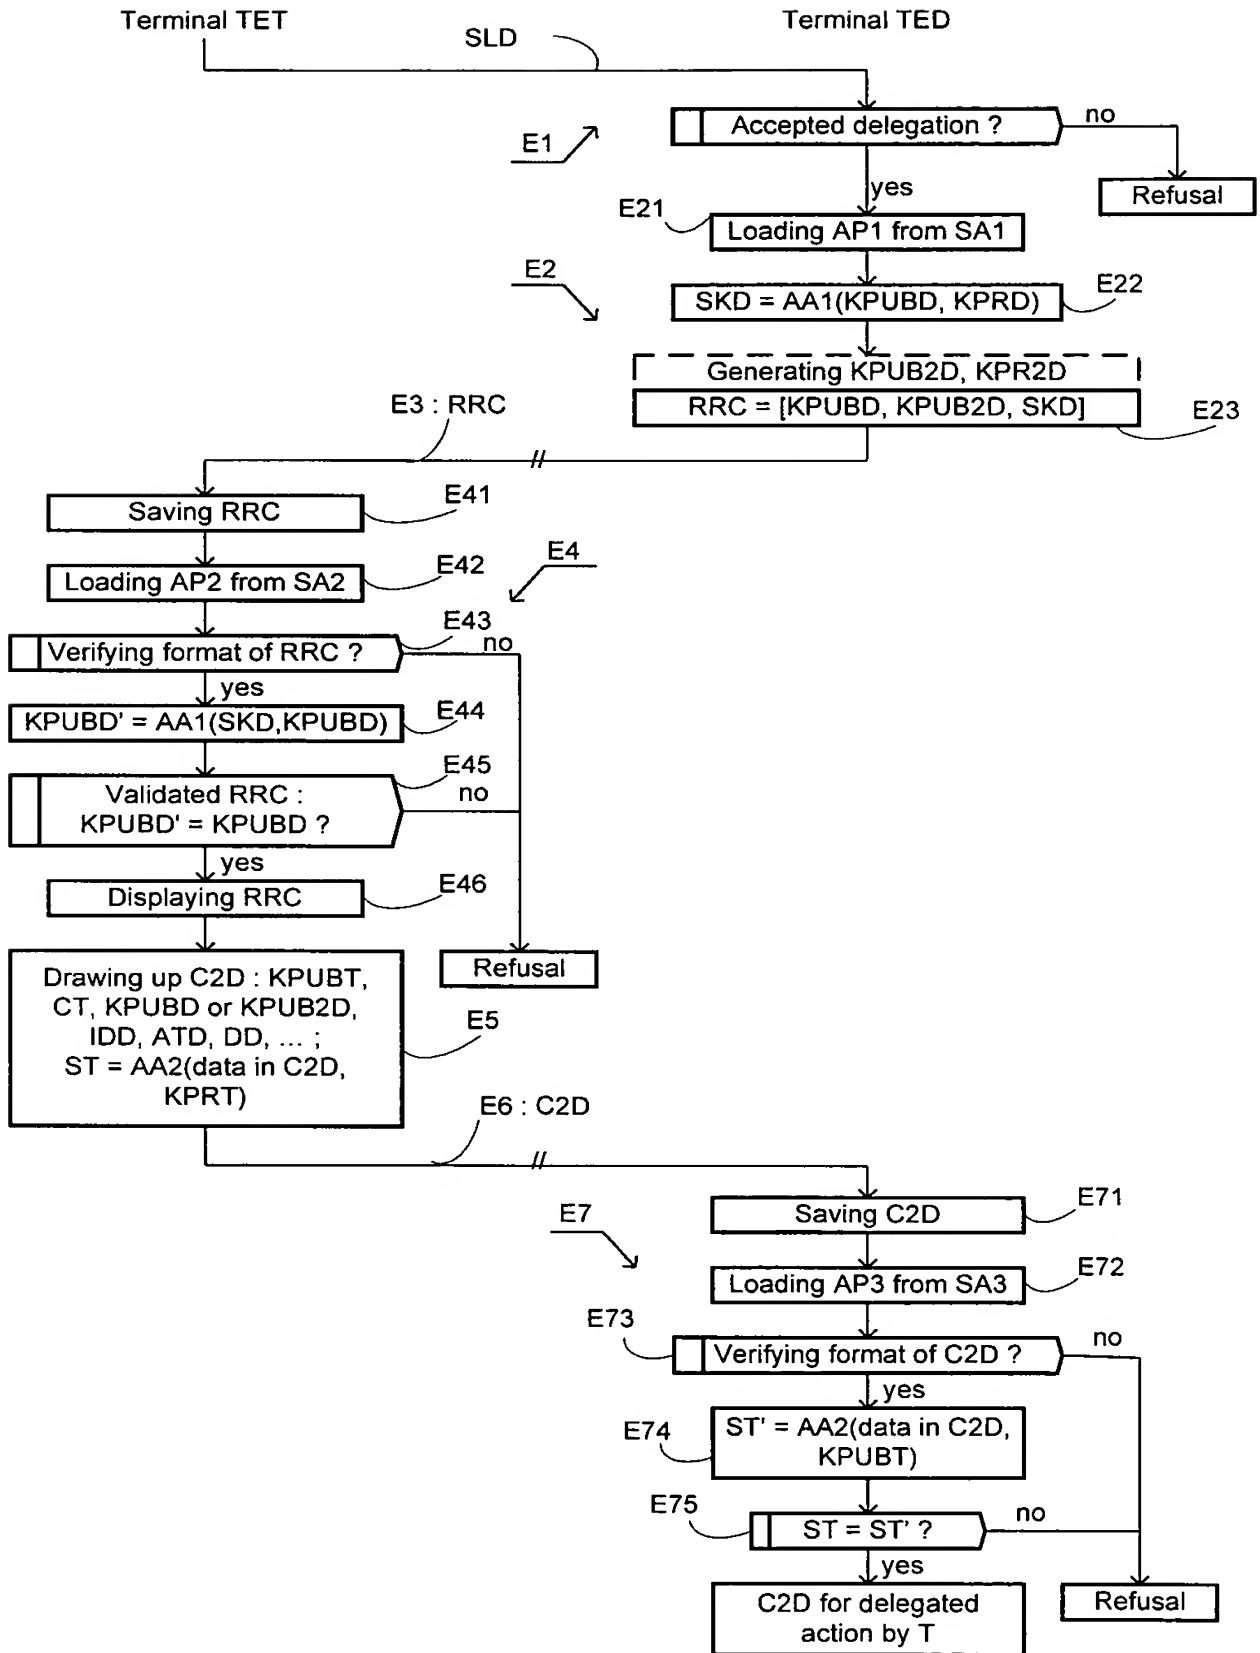 Terminal TET
Terminal TED
SLD
Accepted delegation ?
no
E1
yes
Refusal
E21
Loading AP1 from SA1
E2
E22
SKD = AA1(KPUBD, KPRD)
Generating KPUB2D, KPR2D
E3 : RRC
RRC = [KPUBD, KPUB2D, SKD]
E23
//
E41
Saving RRC
E4
E42
Loading AP2 from SA2
E43
Verifying format of RRC ?
no
yes
E44
KPUBD' = AA1(SKD,KPUBD)
E45
Validated RRC :
KPUBD' = KPUBD ?
no
yes
E46
Displaying RRC
Refusal
Drawing up C2D : KPUBT,
CT, KPUBD or KPUB2D,
IDD, ATD, DD, ... ;
ST = AA2(data in C2D,
KPRT)
E5
E6 : C2D
//
E71
Saving C2D
E7
E72
Loading AP3 from SA3
E73
Verifying format of C2D ?
no
yes
E74
ST' = AA2(data in C2D,
KPUBT)
E75
ST = ST' ?
no
yes
C2D for delegated
action by T
Refusal